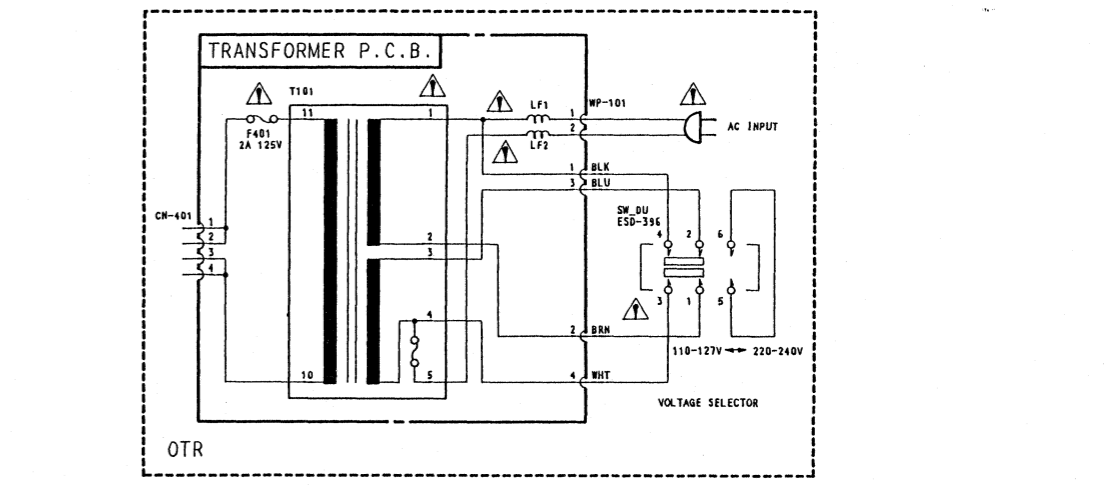 TRANSFORMER P.C.B.
T101
11
1
F401
2A 125V
LF1
WP-101
1
2
LF2
AC INPUT
1 BLK
3 BLU
CN-401
1
2
3
4
2
3
SW_DU
ESD-396
4
2
6
3
1
5
4
5
10
2 BRN
110-127V
220-240V
4 WHT
VOLTAGE SELECTOR
OTR